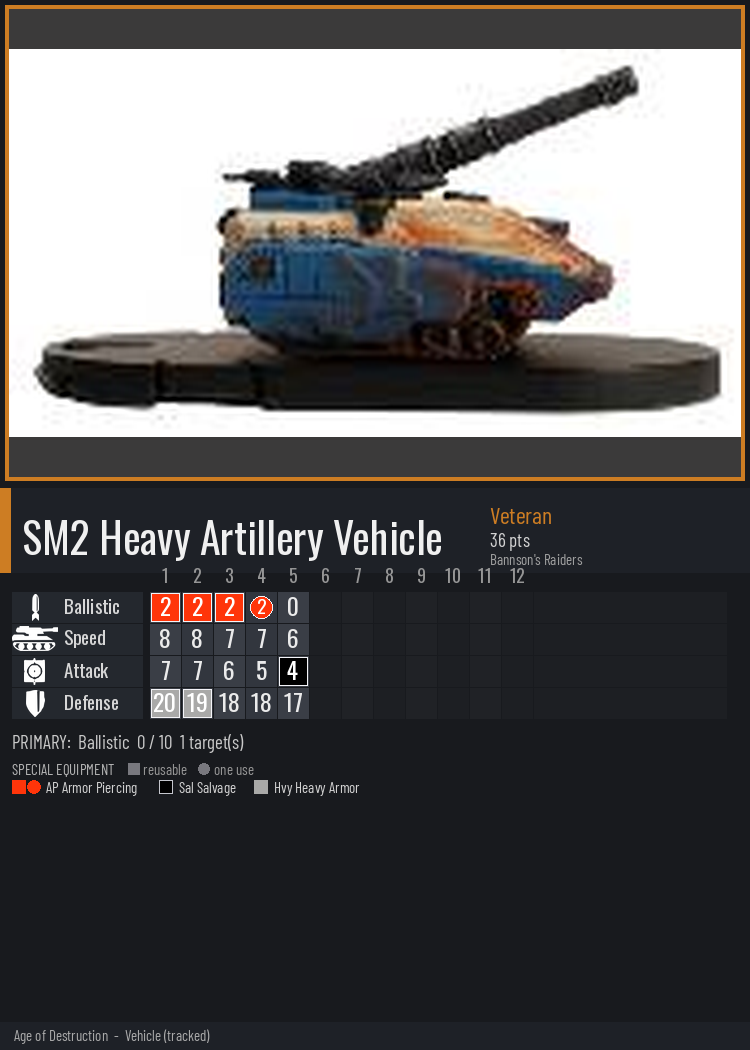 SM2 Heavy Artillery Vehicle
Veteran
36 pts
Bannson's Raiders
1 2 3 4 5 6 7 8 9 10 11 12
Ballistic 2 2 2 2 0
Speed 8 8 7 7 6
Attack 7 7 6 5 4
Defense 20 19 18 18 17
PRIMARY: Ballistic 0 / 10 1 target(s)
SPECIAL EQUIPMENT reusable one use
AP Armor Piercing Sal Salvage Hvy Heavy Armor
Age of Destruction - Vehicle (tracked)